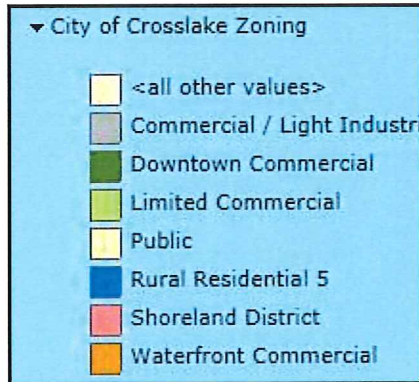 City of Crosslake Zoning
<all other values>
Commercial / Light Industri
Downtown Commercial
Limited Commercial
Public
Rural Residential 5
Shoreland District
Waterfront Commercial